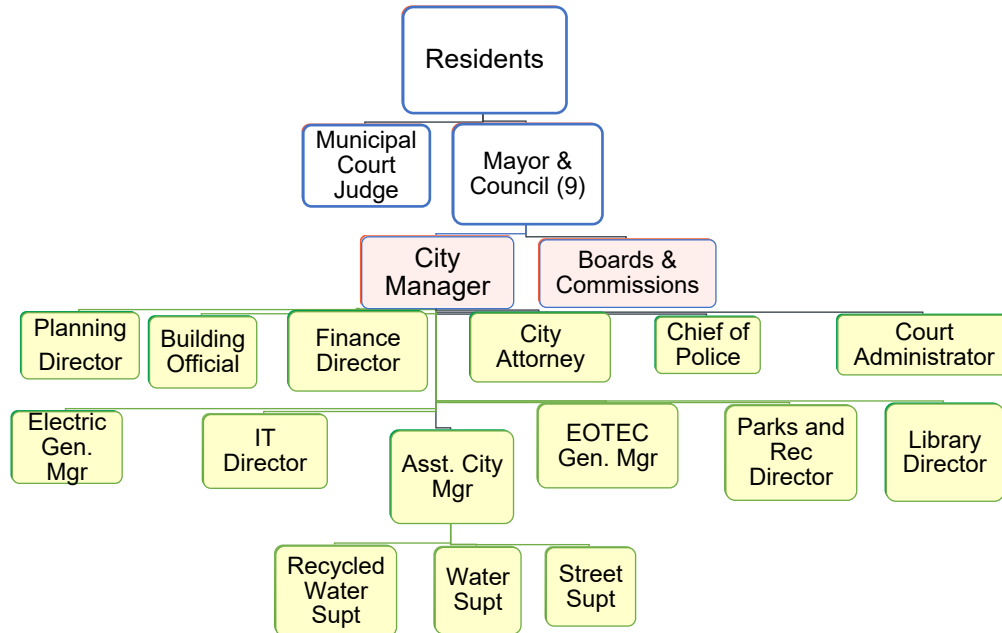 Residents
Municipal
Court
Judge
Mayor &
Council (9)
City
Manager
Boards &
Commissions
Planning
Director
Building
Official
Finance
Director
City
Attorney
Chief of
Police
Court
Administrator
Electric
Gen.
Mgr
IT
Director
Asst. City
Mgr
EOTEC
Gen. Mgr
Parks and
Rec
Director
Library
Director
Recycled
Water
Supt
Water
Supt
Street
Supt